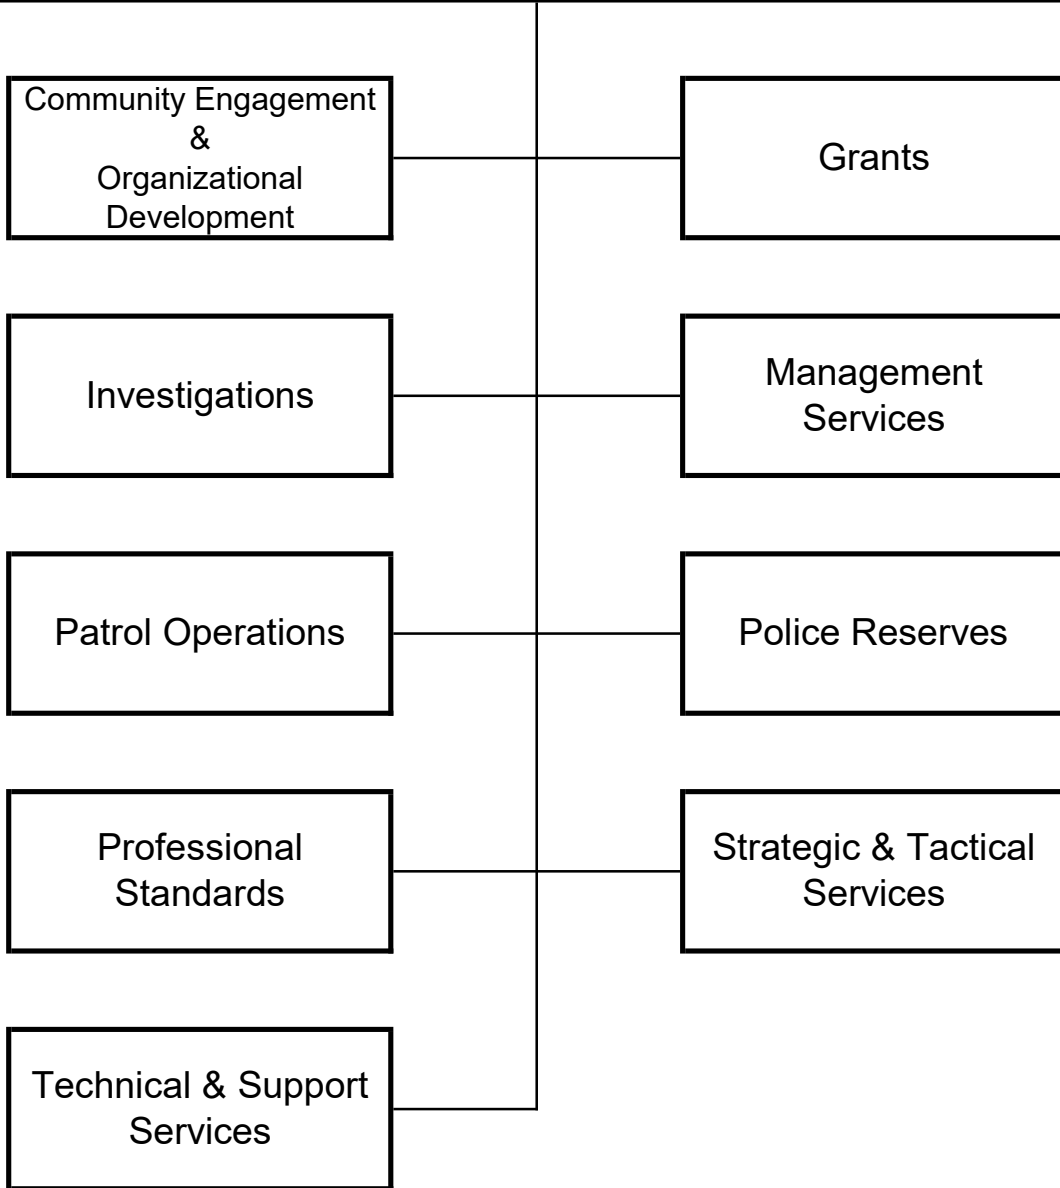 Community Engagement
&
Organizational
Development
Grants
Investigations
Management
Services
Patrol Operations
Police Reserves
Professional
Standards
Strategic & Tactical
Services
Technical & Support
Services